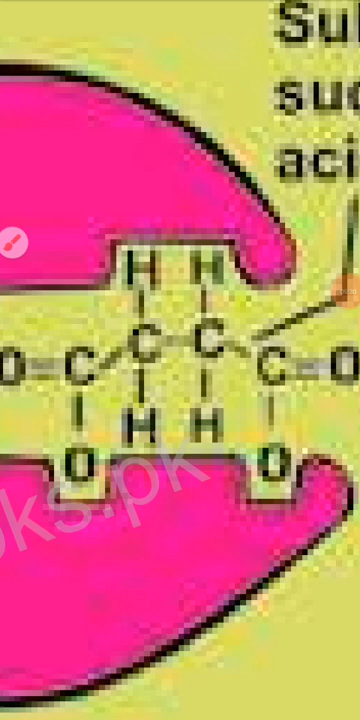 Su
suc
aci
H H
O=C C C C=O
H H
O O
oks.pk